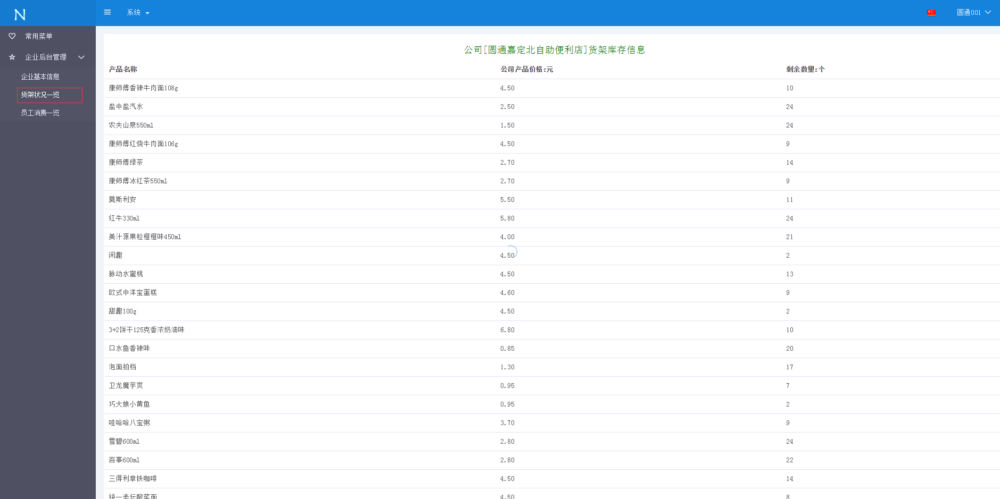 N
系统
圆通001
常用菜单
企业后台管理
企业基本信息
货架状况一览
员工消费一览
公司[圆通嘉定北自助便利店]货架库存信息
产品名称 公司产品价格:元 剩余数量:个
康师傅香辣牛肉面108g 4.50 10
盐中盐汽水 2.50 24
农夫山泉550ml 1.50 24
康师傅红烧牛肉面106g 4.50 9
康师傅绿茶 2.70 14
康师傅冰红茶550ml 2.70 9
莫斯利安 5.50 11
红牛330ml 5.80 24
美汁源果粒橙橙味450ml 4.00 21
闲趣 4.50 2
脉动水蜜桃 4.50 13
欧式中洋宝蛋糕 4.60 9
甜趣100g 4.50 2
3+2饼干125克香浓奶油味 6.80 10
口水鱼香辣味 0.85 20
泡面拍档 1.30 17
卫龙魔芋爽 0.95 7
巧大娘小黄鱼 0.95 2
哇哈哈八宝粥 3.70 9
雪碧600ml 2.80 24
百事600ml 2.80 22
三得利拿铁咖啡 4.50 14
统一老坛酸菜面 4.50 8